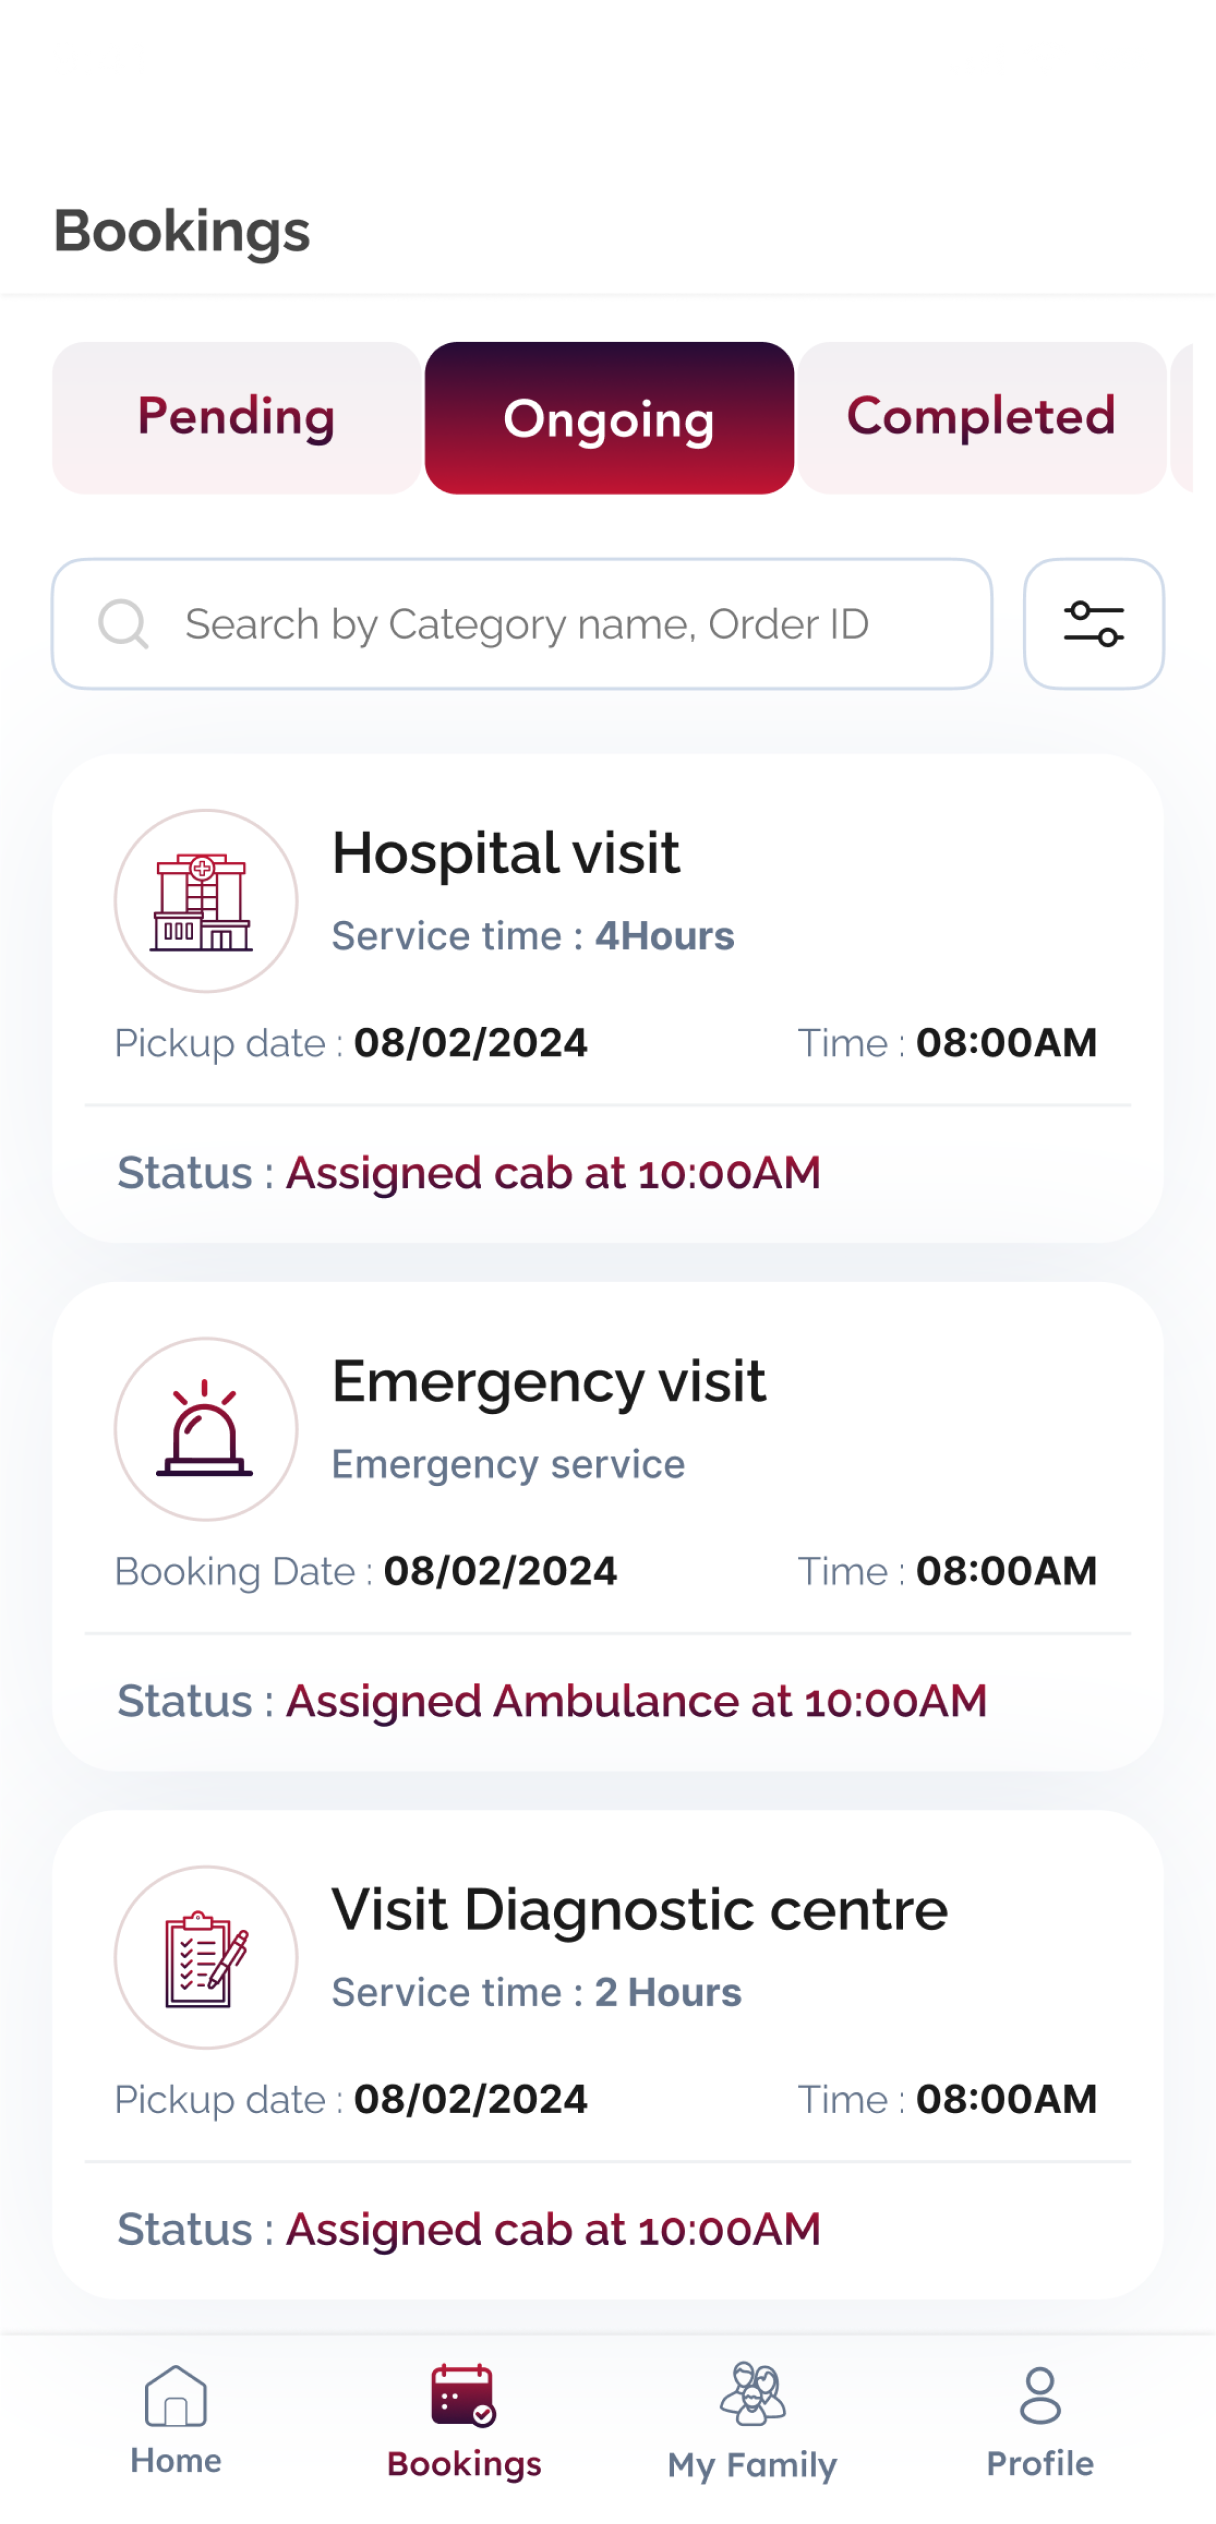 Bookings
Pending Ongoing Completed
Search by Category name, Order ID
Hospital visit
Service time : 4Hours
Pickup date : 08/02/2024 Time : 08:00AM
Status : Assigned cab at 10:00AM
Emergency visit
Emergency service
Booking Date : 08/02/2024 Time : 08:00AM
Status : Assigned Ambulance at 10:00AM
Visit Diagnostic centre
Service time : 2 Hours
Pickup date : 08/02/2024 Time : 08:00AM
Status : Assigned cab at 10:00AM
Home Bookings My Family Profile